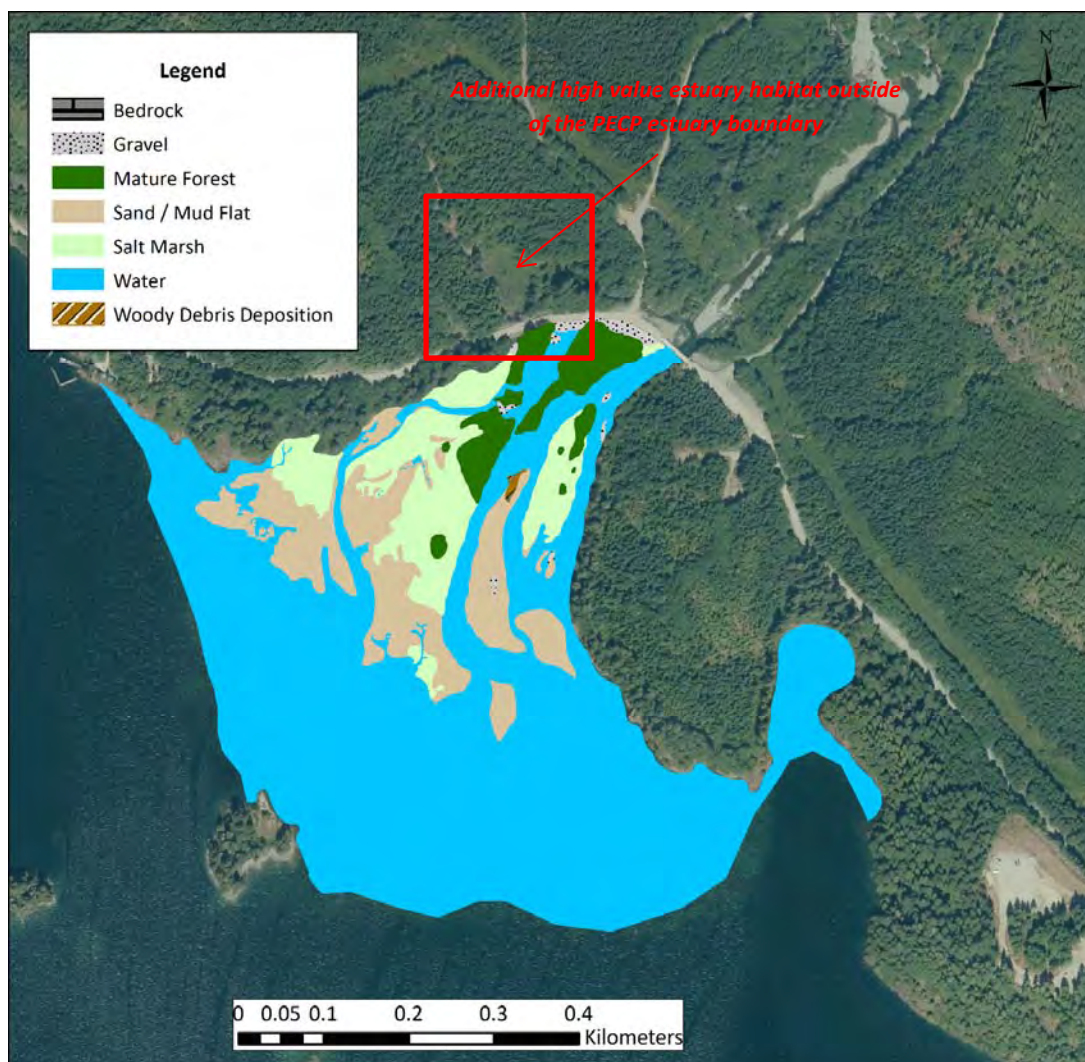 Legend
Bedrock
Gravel
Mature Forest
Sand / Mud Flat
Salt Marsh
Water
Woody Debris Deposition
Additional high value estuary habitat outside
of the PECP estuary boundary
N
0 0.05 0.1 0.2 0.3 0.4
Kilometers